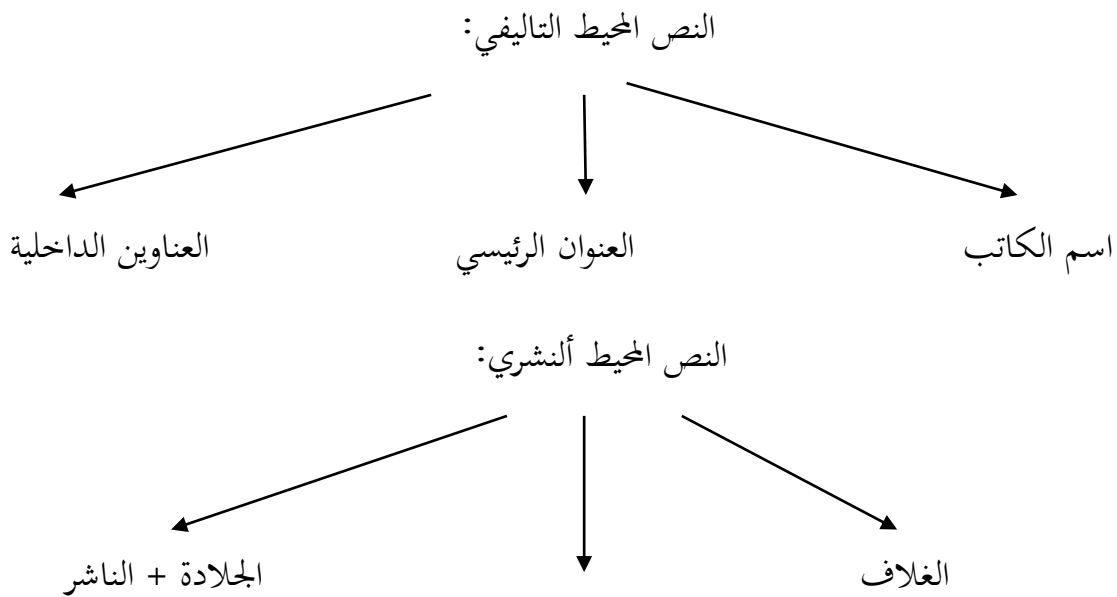 النص المحيط التاليفي:
اسم الكاتب العنوان الرئيسي العناوين الداخلية
النص المحيط ألنشري:
الغلاف الجلادة + الناشر